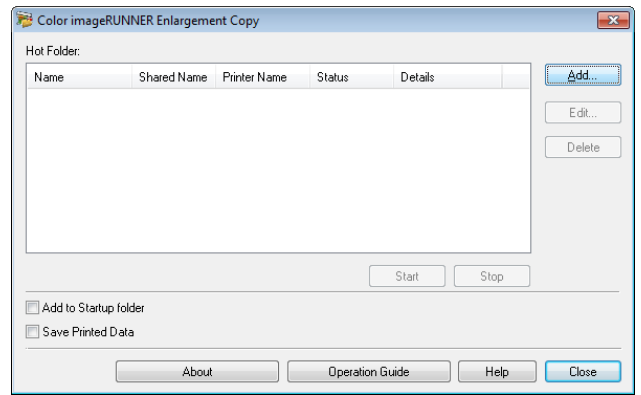 Color imageRUNNER Enlargement Copy
Hot Folder:
Name Shared Name Printer Name Status Details
Add...
Edit...
Delete
Start Stop
Add to Startup folder
Save Printed Data
About Operation Guide Help Close